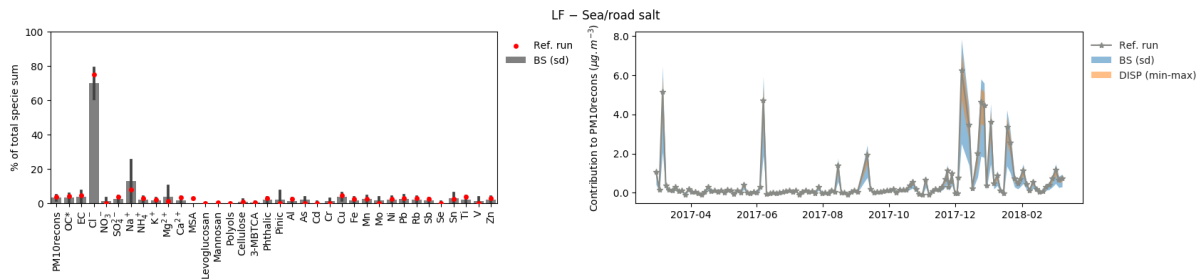 LF − Sea/road salt
% of total specie sum
100
80
60
40
20
0
PM10recons
OC*
EC
Cl⁻
NO₃⁻
SO₄²⁻
Na⁺
NH₄⁺
K⁺
Mg²⁺
Ca²⁺
MSA
Levoglucosan
Mannosan
Polyols
Cellulose
3-MBTCA
Phthalic
Pinic
Al
As
Cd
Cr
Cu
Fe
Mn
Mo
Ni
Pb
Rb
Sb
Se
Sn
Ti
V
Zn
Ref. run
BS (sd)
Contribution to PM10recons (μg. m⁻³)
8.0
6.0
4.0
2.0
0.0
2017-04
2017-06
2017-08
2017-10
2017-12
2018-02
Ref. run
BS (sd)
DISP (min-max)